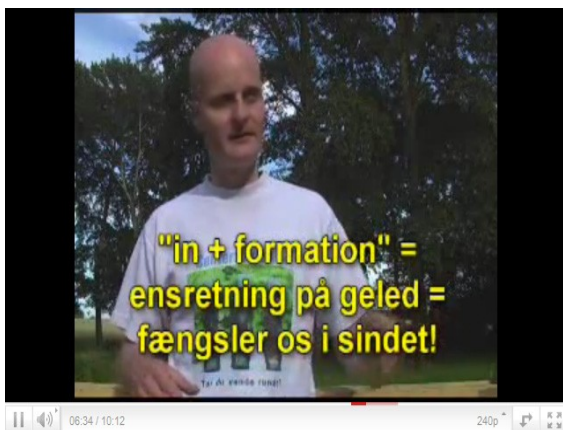 "in + formation" =
ensretning på geled =
fængsler os i sindet!
06:34 / 10:12
240p